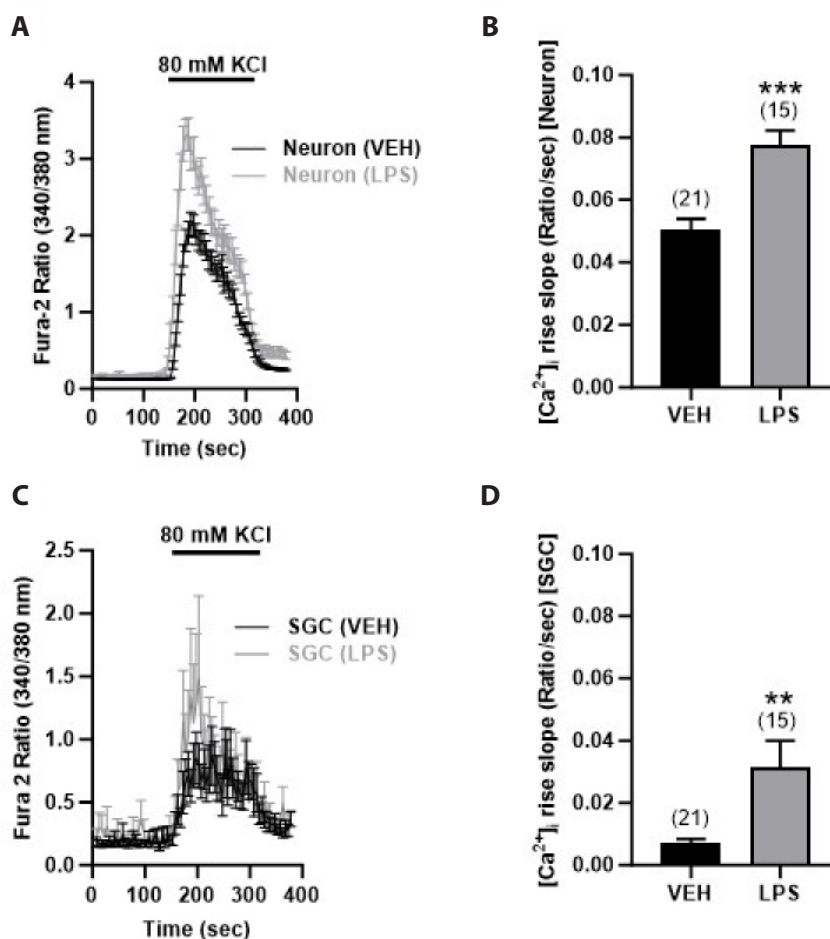 A
80 mM KCl
Fura-2 Ratio (340/380 nm)
4
3
2
1
0
Neuron (VEH)
Neuron (LPS)
0 100 200 300 400
Time (sec)
B
[Ca2+]i rise slope (Ratio/sec) [Neuron]
0.10
0.08
0.06
0.04
0.02
0.00
***
(15)
(21)
VEH LPS
C
80 mM KCl
Fura 2 Ratio (340/380 nm)
2.5
2.0
1.5
1.0
0.5
0.0
SGC (VEH)
SGC (LPS)
0 100 200 300 400
Time (sec)
D
[Ca2+]i rise slope (Ratio/sec) [SGC]
0.10
0.08
0.06
0.04
0.02
0.00
**
(15)
(21)
VEH LPS